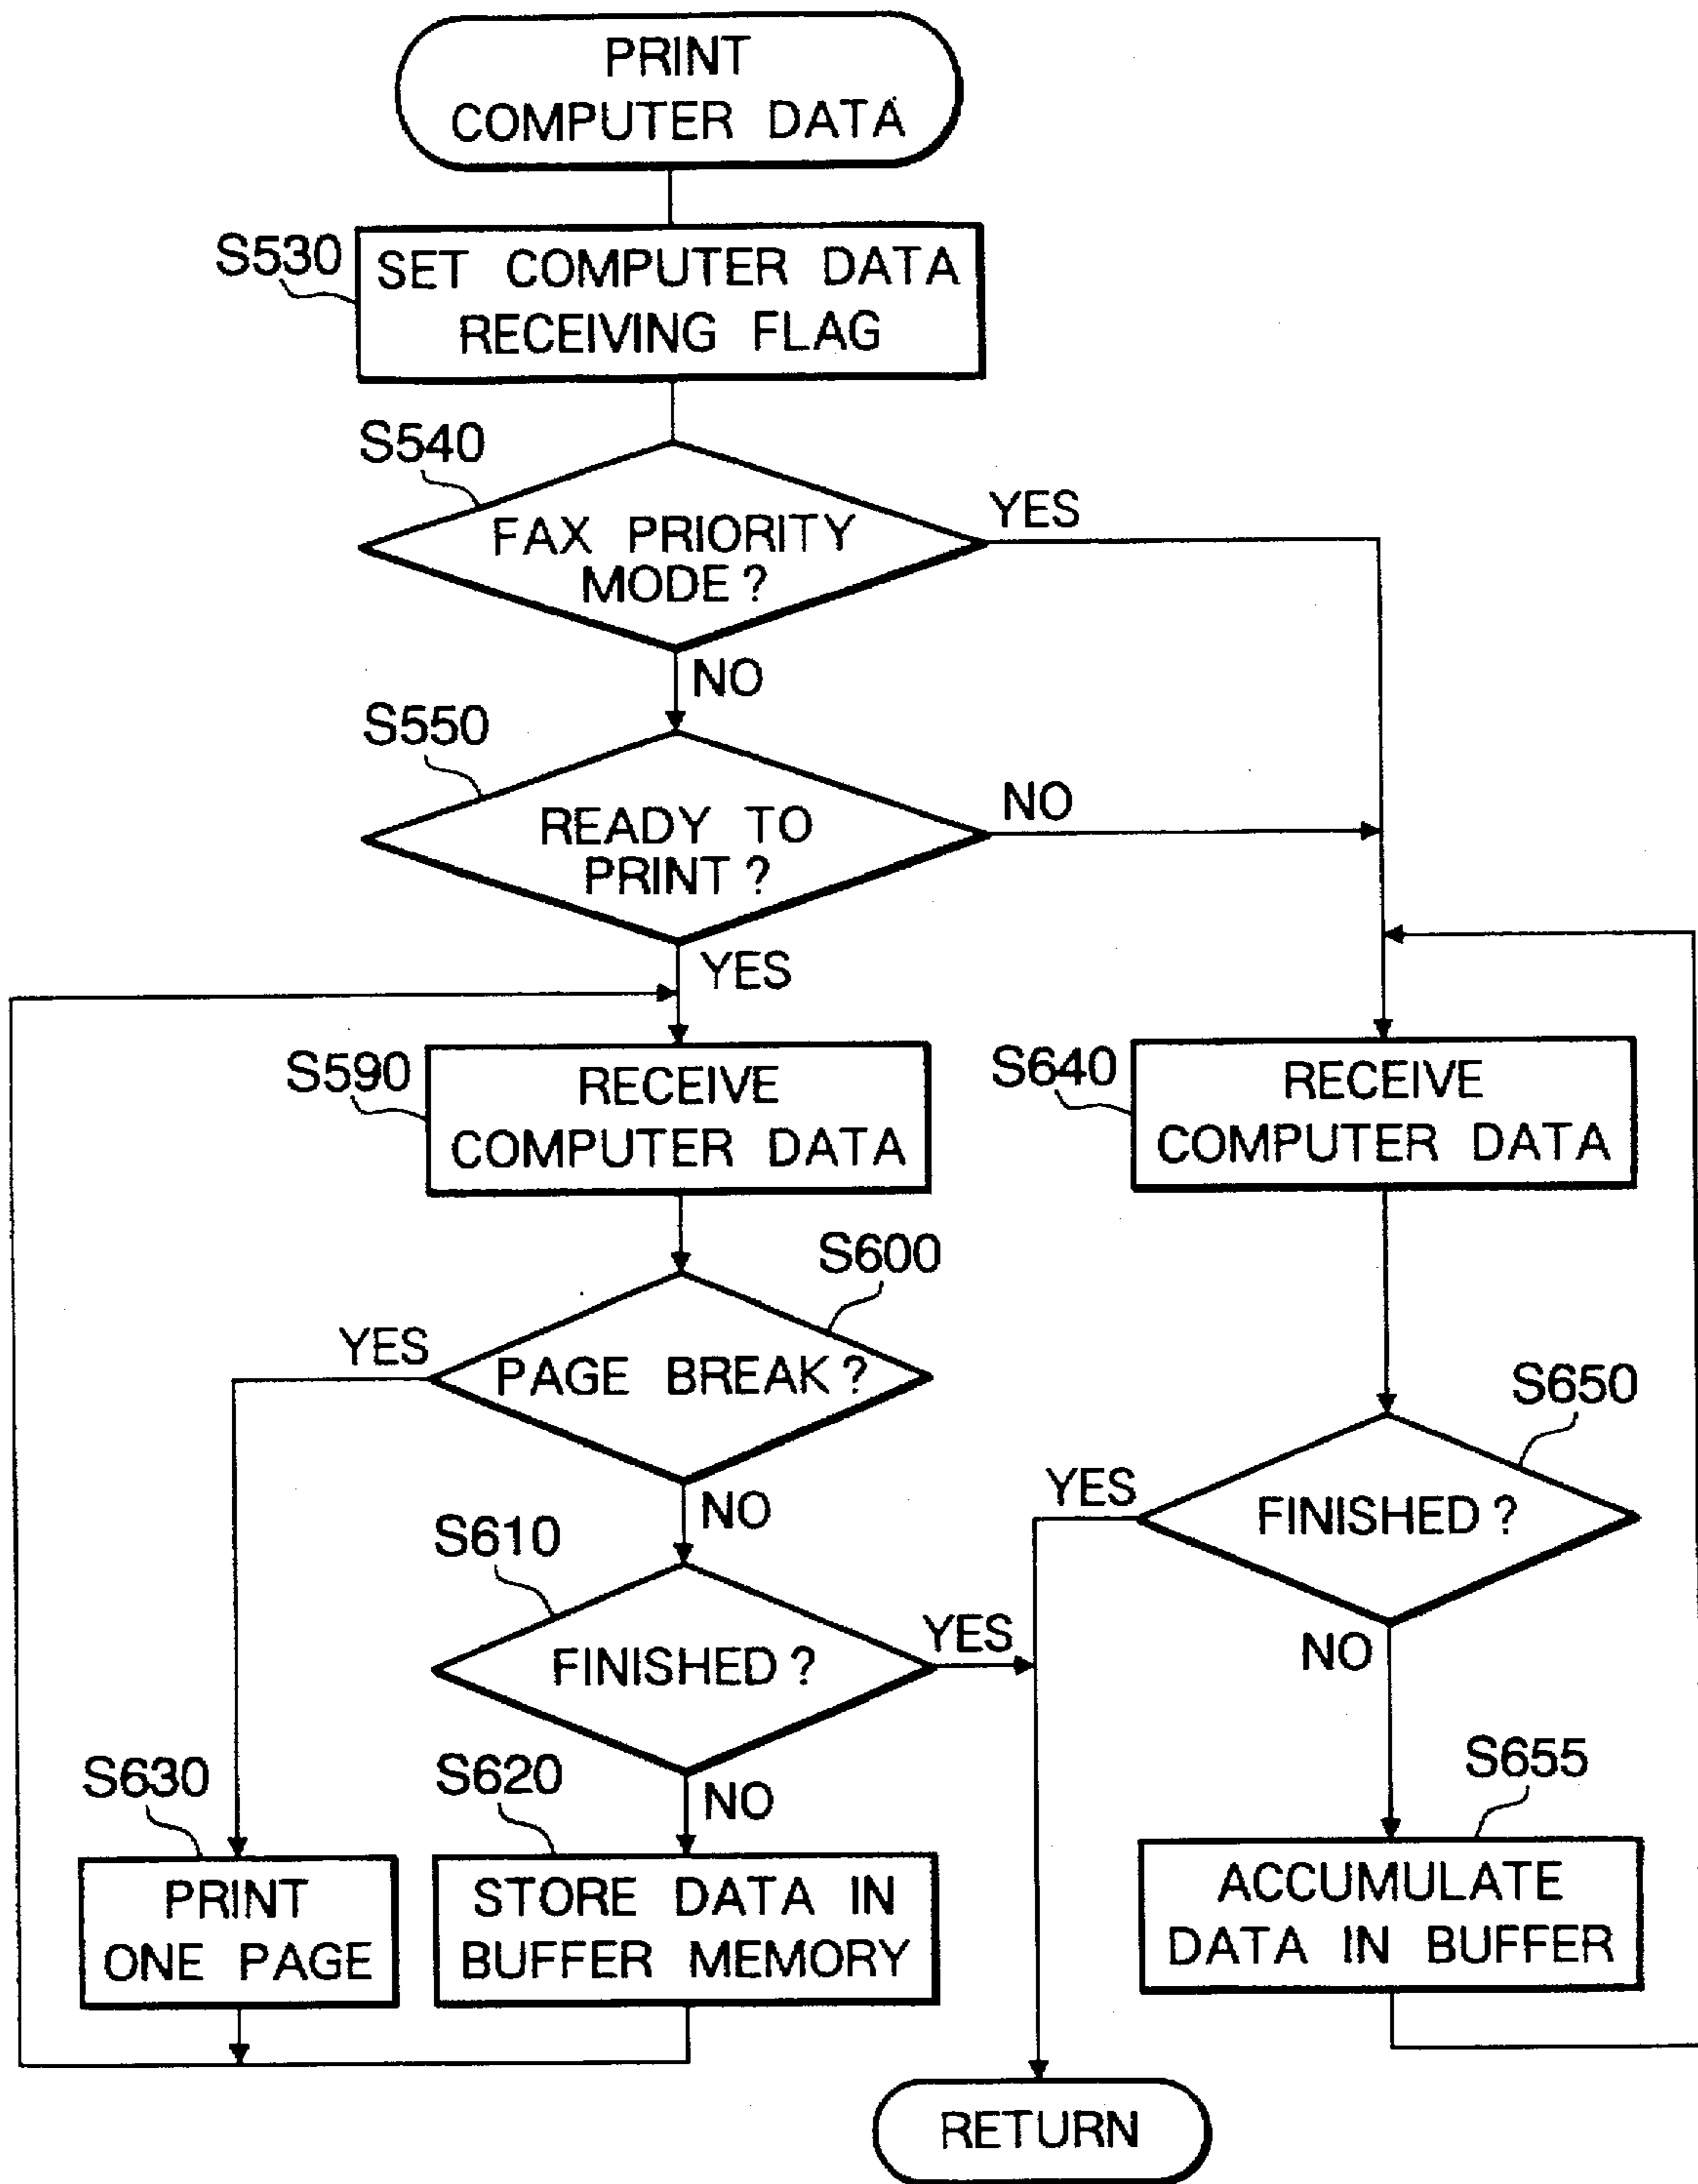 PRINT
COMPUTER DATA
S530
SET COMPUTER DATA
RECEIVING FLAG
S540
FAX PRIORITY
MODE?
YES
NO
S550
READY TO
PRINT?
NO
YES
S590
RECEIVE
COMPUTER DATA
S640
RECEIVE
COMPUTER DATA
S600
YES
PAGE BREAK?
NO
S650
YES
FINISHED?
NO
S610
FINISHED?
YES
NO
S630
PRINT
ONE PAGE
S620
STORE DATA IN
BUFFER MEMORY
S655
ACCUMULATE
DATA IN BUFFER
RETURN